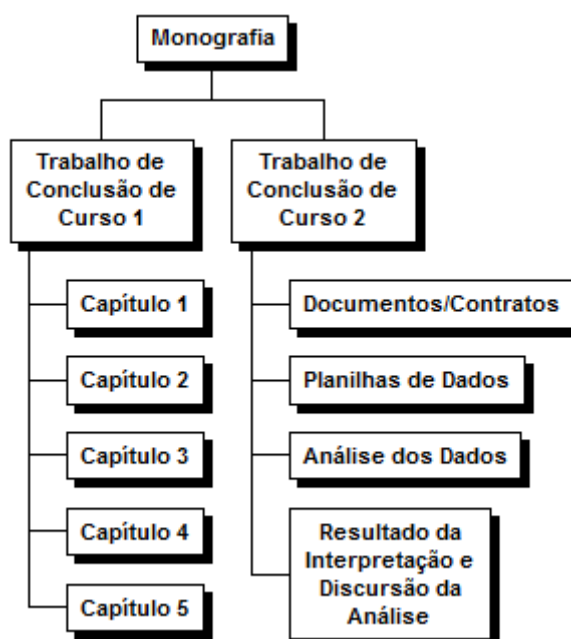 Monografia
Trabalho de
Conclusão de
Curso 1
Capítulo 1
Capítulo 2
Capítulo 3
Capítulo 4
Capítulo 5
Trabalho de
Conclusão de
Curso 2
Documentos/Contratos
Planilhas de Dados
Análise dos Dados
Resultado da
Interpretação e
Discursão da
Análise